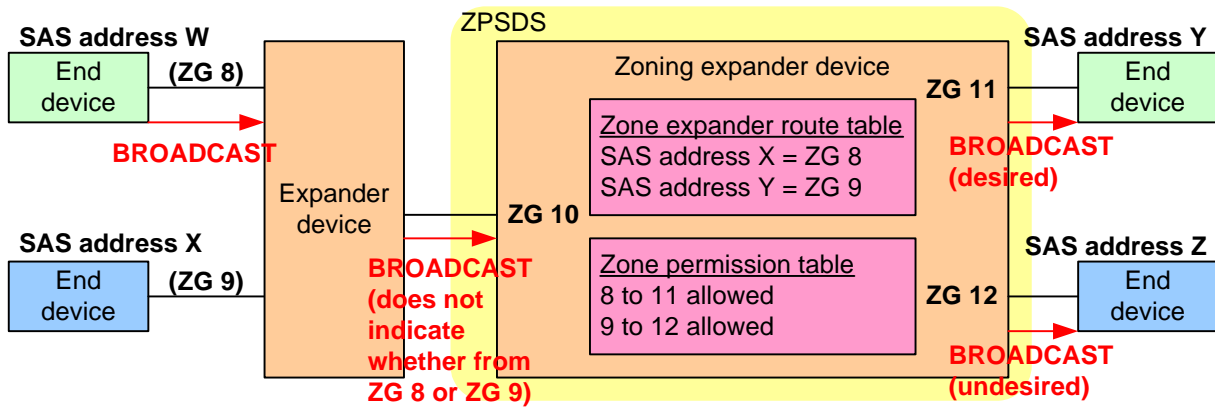 ZPSDS
SAS address W
End
device
(ZG 8)
BROADCAST
SAS address X
End
device
(ZG 9)
Expander
device
BROADCAST
(does not
indicate
whether from
ZG 8 or ZG 9)
Zoning expander device
ZG 10
Zone expander route table
SAS address X = ZG 8
SAS address Y = ZG 9
Zone permission table
8 to 11 allowed
9 to 12 allowed
ZG 11
ZG 12
SAS address Y
End
device
BROADCAST
(desired)
SAS address Z
End
device
BROADCAST
(undesired)